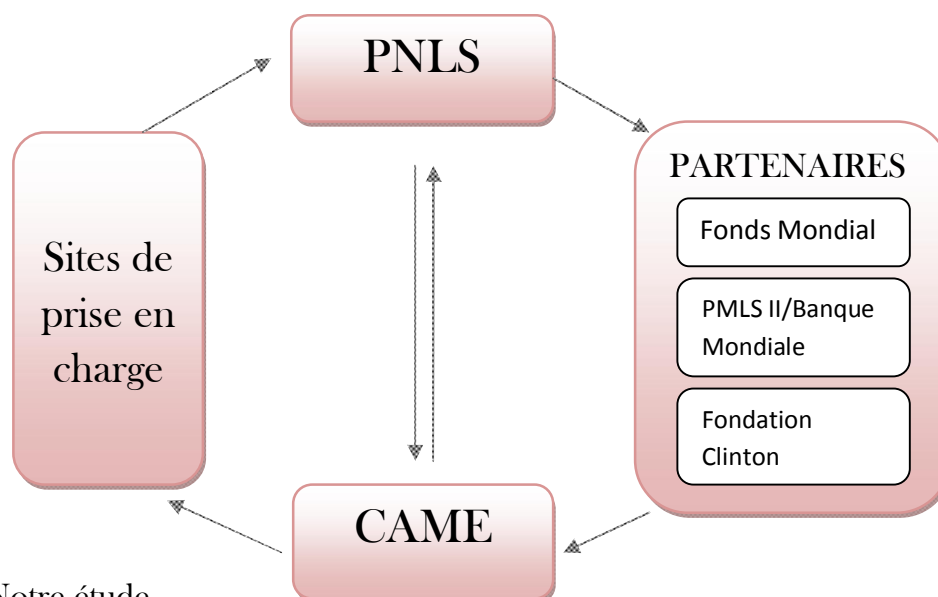 PNLS
PARTENAIRES
Fonds Mondial
PMLS II/Banque
Mondiale
Fondation
Clinton
Sites de
prise en
charge
CAME
Notre étude